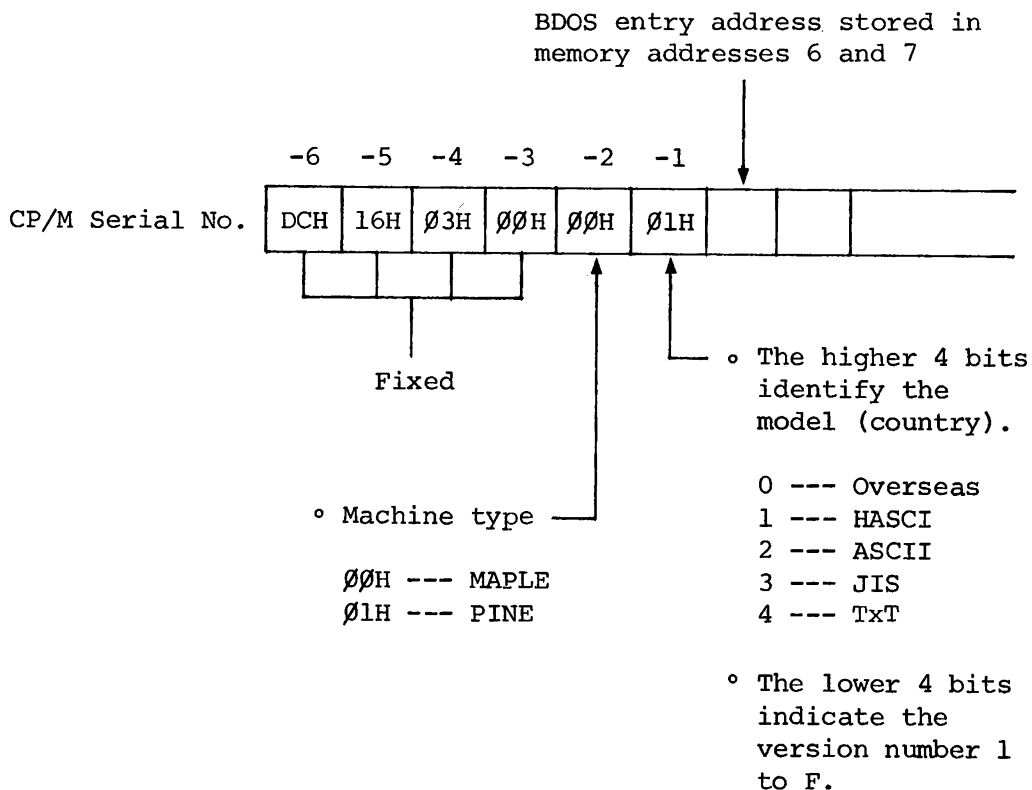 BDOS entry address stored in
memory addresses 6 and 7
-6 -5 -4 -3 -2 -1
CP/M Serial No. DCH 16H Ø3H ØØH ØØH Ø1H
Fixed
° Machine type
ØØH --- MAPLE
Ø1H --- PINE
° The higher 4 bits
identify the
model (country).
0 --- Overseas
1 --- HASCI
2 --- ASCII
3 --- JIS
4 --- TxT
° The lower 4 bits
indicate the
version number 1
to F.